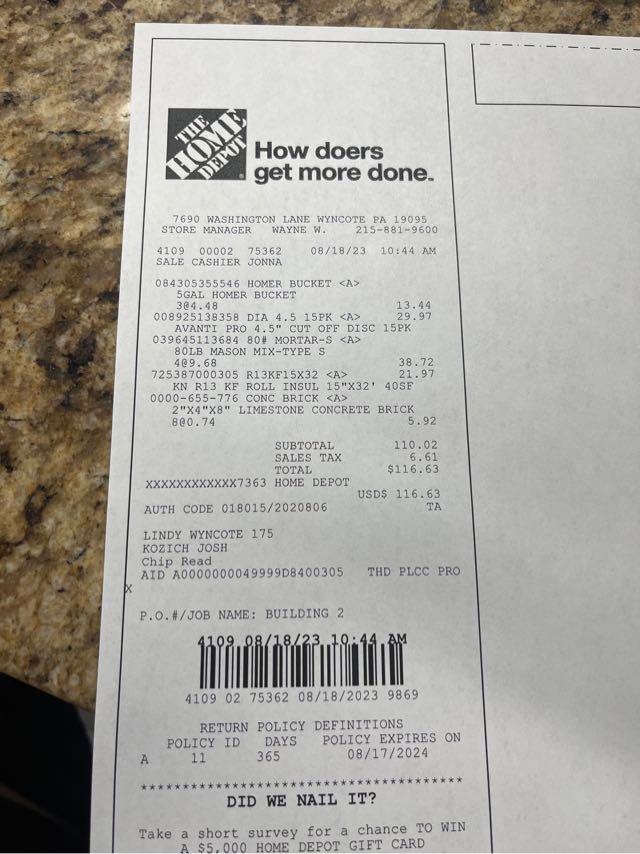 THE
HOME
DEPOT
How doers
get more done.
7690 WASHINGTON LANE WYNCOTE PA 19095
STORE MANAGER WAYNE W. 215-881-9600
4109 00002 75362 08/18/23 10:44 AM
SALE CASHIER JONNA
084305355546 HOMER BUCKET <A>
5GAL HOMER BUCKET
3@4.48 13.44
008925138358 DIA 4.5 15PK <A> 29.97
AVANTI PRO 4.5" CUT OFF DISC 15PK
039645113684 80# MORTAR-S <A>
80LB MASON MIX-TYPE S
4@9.68 38.72
725387000305 R13KF15X32 <A> 21.97
KN R13 KF ROLL INSUL 15"X32' 40SF
0000-655-776 CONC BRICK <A>
2"X4"X8" LIMESTONE CONCRETE BRICK
8@0.74 5.92
SUBTOTAL 110.02
SALES TAX 6.61
TOTAL $116.63
XXXXXXXXXXXX7363 HOME DEPOT
USD$ 116.63
AUTH CODE 018015/2020806 TA
LINDY WYNCOTE 175
KOZICH JOSH
Chip Read
AID A0000000049999D8400305 THD PLCC PRO
X
P.O.#/JOB NAME: BUILDING 2
4109 08/18/23 10:44 AM
4109 02 75362 08/18/2023 9869
RETURN POLICY DEFINITIONS
POLICY ID DAYS POLICY EXPIRES ON
A 11 365 08/17/2024
****************************************
DID WE NAIL IT?
Take a short survey for a chance TO WIN
A $5,000 HOME DEPOT GIFT CARD